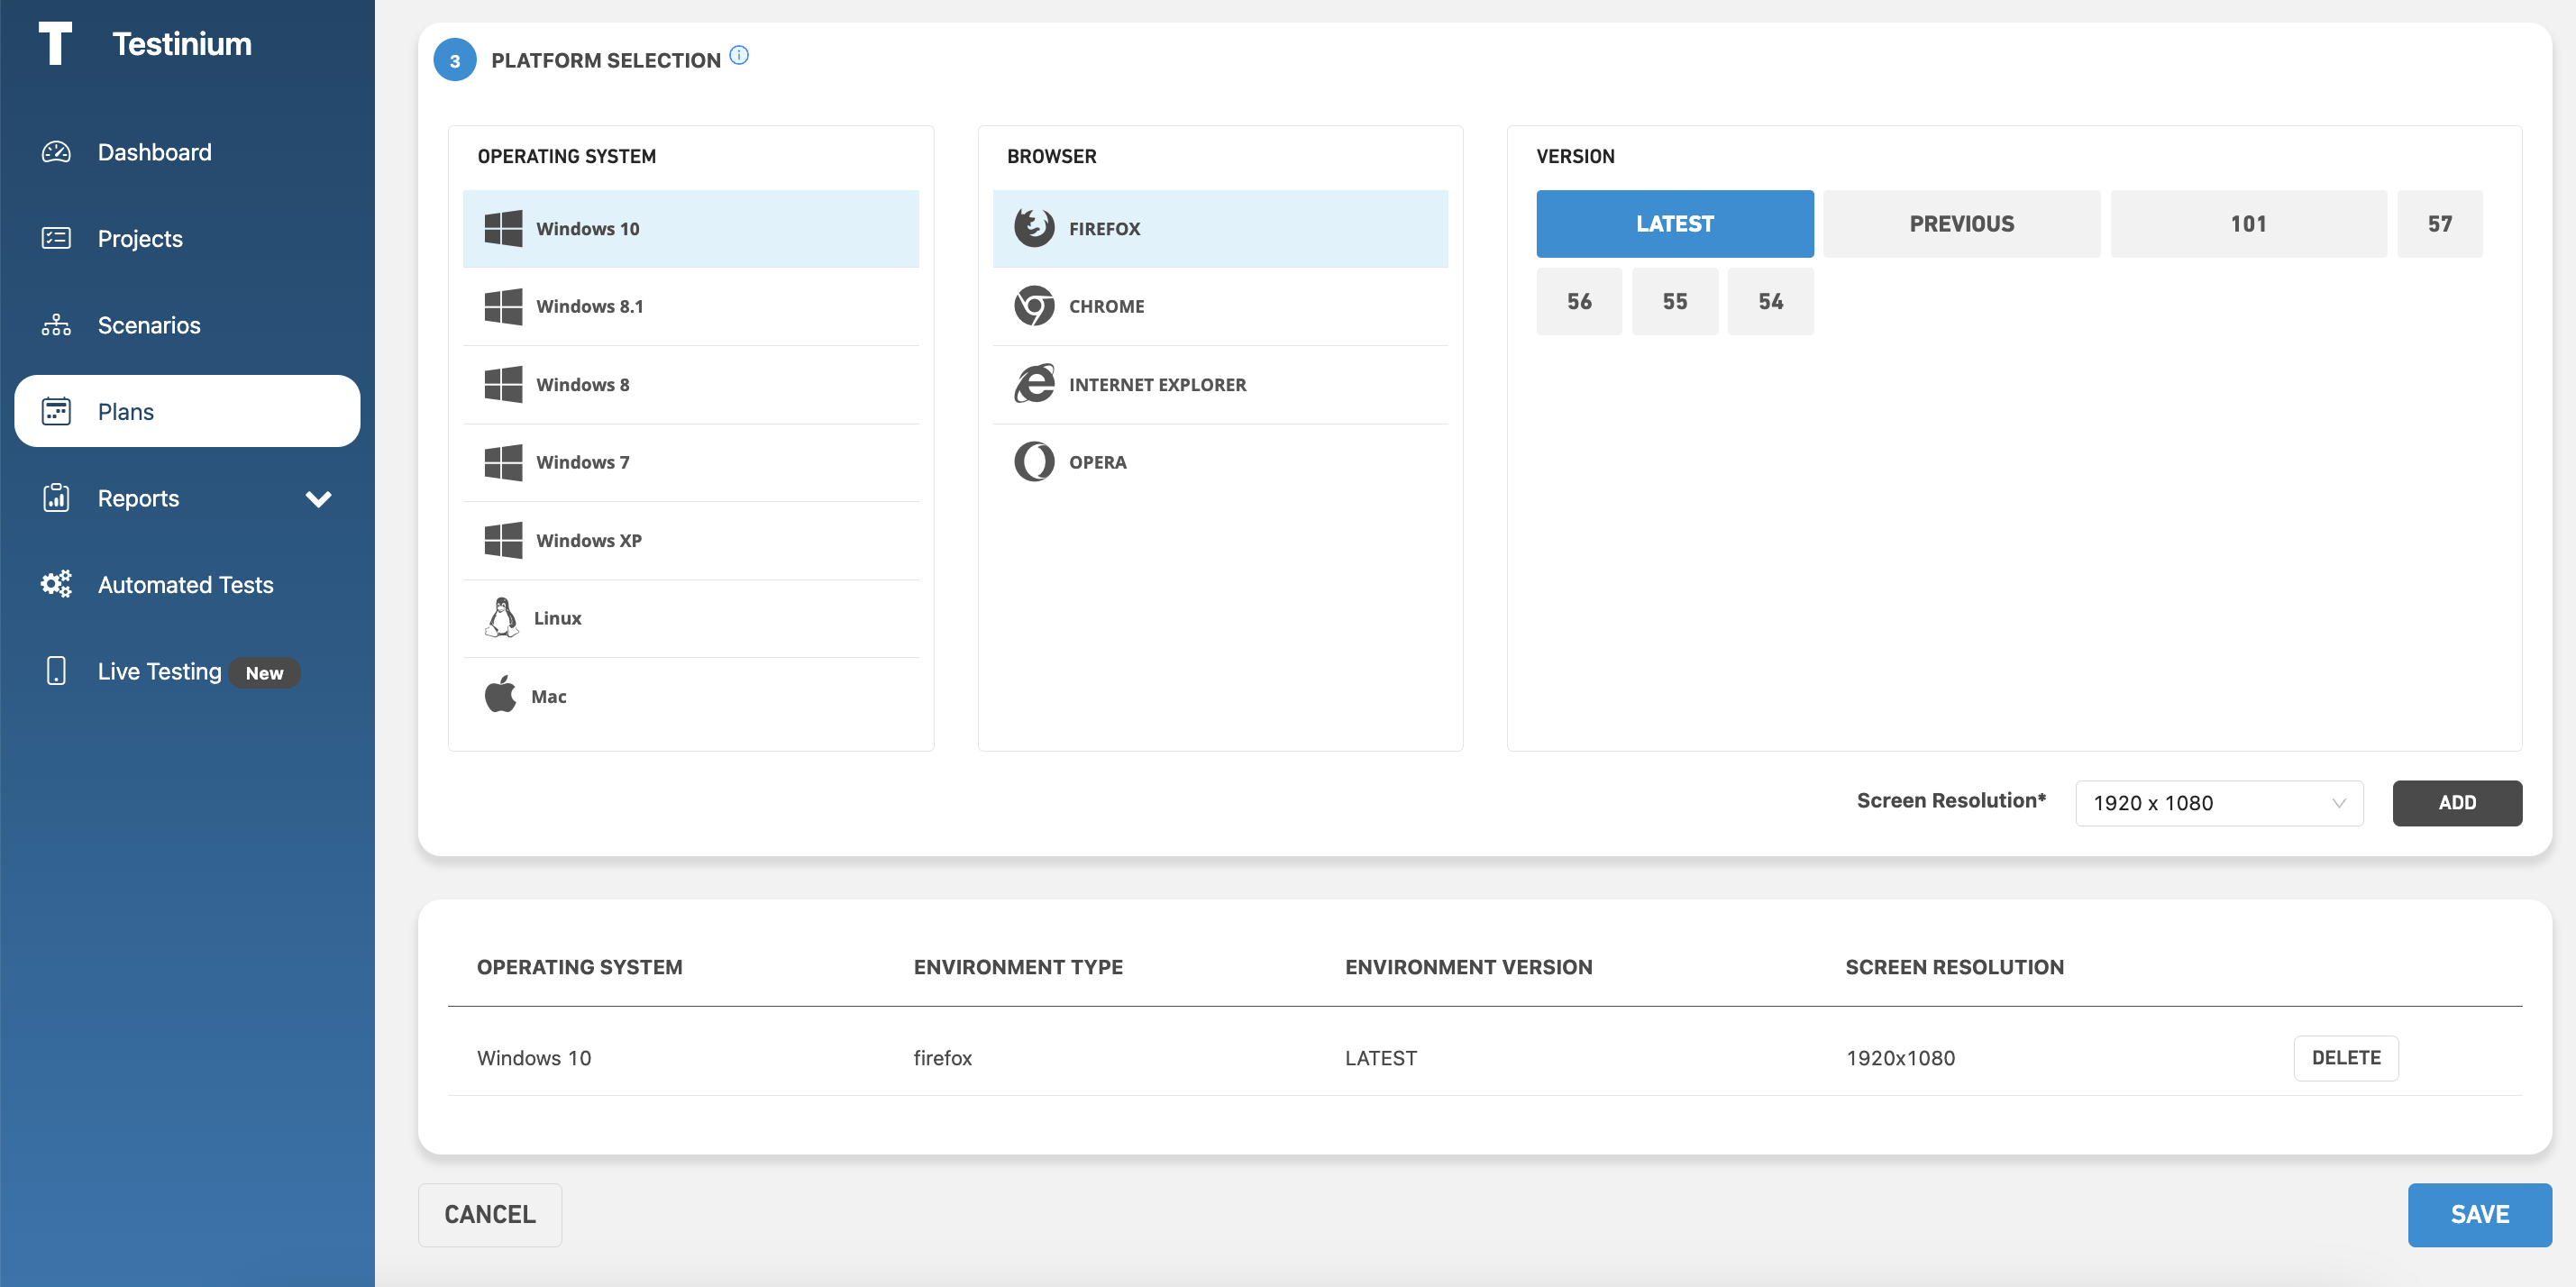 T Testinium
Dashboard
Projects
Scenarios
Plans
Reports
Automated Tests
Live Testing New
3 PLATFORM SELECTION
OPERATING SYSTEM
Windows 10
Windows 8.1
Windows 8
Windows 7
Windows XP
Linux
Mac
BROWSER
FIREFOX
CHROME
INTERNET EXPLORER
OPERA
VERSION
LATEST PREVIOUS 101 57
56 55 54
Screen Resolution* 1920 x 1080 ADD
OPERATING SYSTEM ENVIRONMENT TYPE ENVIRONMENT VERSION SCREEN RESOLUTION
Windows 10 firefox LATEST 1920x1080 DELETE
CANCEL SAVE